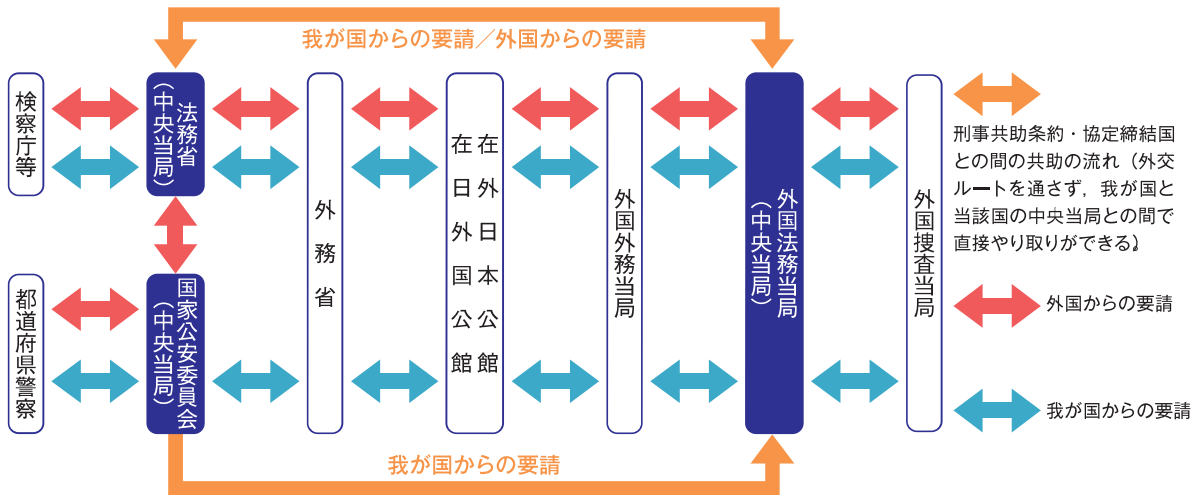 我が国からの要請／外国からの要請
検察庁等
法務省
（中央当局）
都道府県警察
国家公安委員会
（中央当局）
外務省
在外日本公館
在日外国公館
外国外務当局
外国法務当局
（中央当局）
外国捜査当局
刑事共助条約・協定締結国
との間の共助の流れ（外交
ルートを通さず，我が国と
当該国の中央当局との間で
直接やり取りができる。）
外国からの要請
我が国からの要請
我が国からの要請